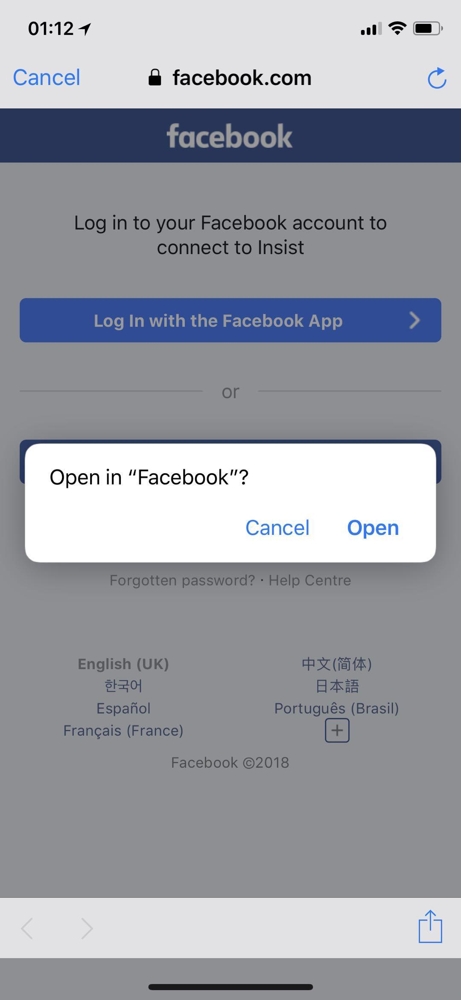 01:12
Cancel facebook.com
facebook
Log in to your Facebook account to
connect to Insist
Log In with the Facebook App
or
Open in “Facebook”?
Cancel Open
Forgotten password? · Help Centre
English (UK) 中文(简体)
한국어 日本語
Español Português (Brasil)
Français (France) +
Facebook ©2018